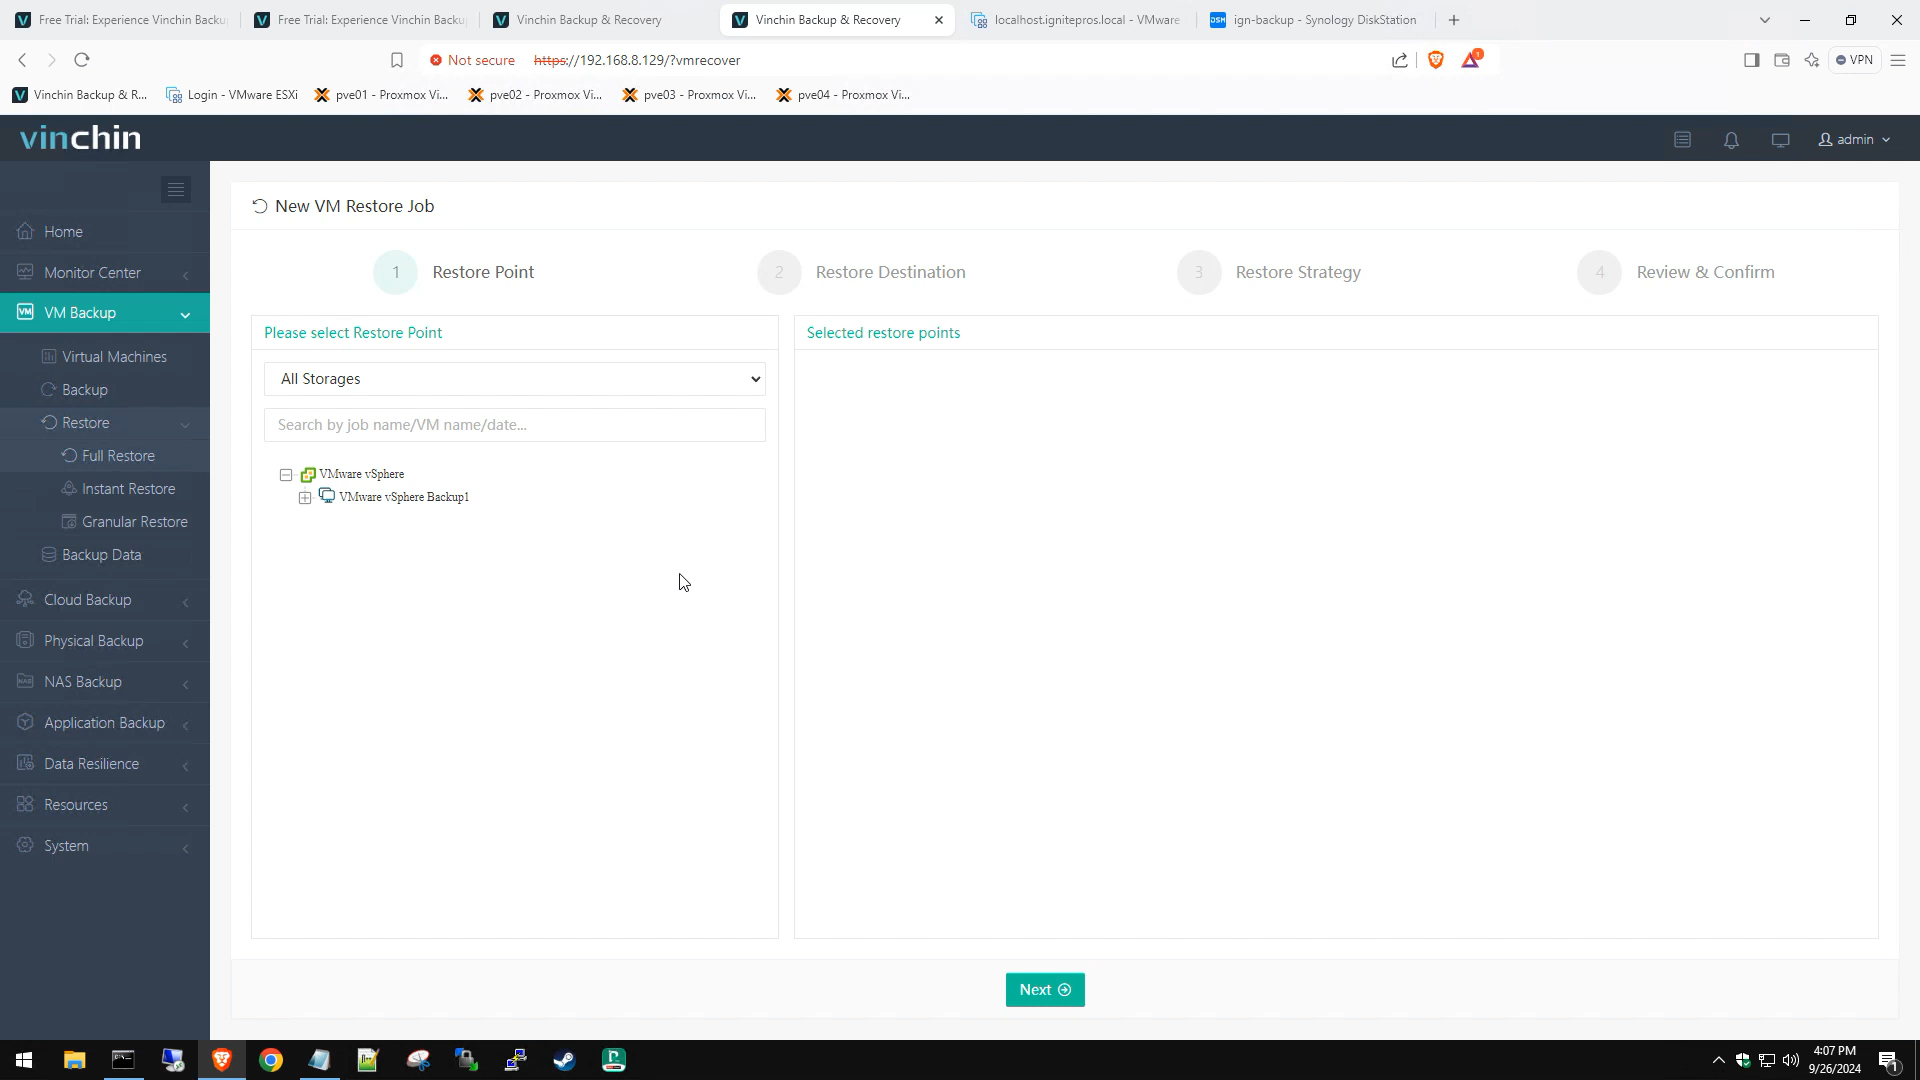 Free Trial: Experience Vinchin Backu
Free Trial: Experience Vinchin Backu
Vinchin Backup & Recovery
Vinchin Backup & Recovery
localhost.ignitepros.local - VMware
DSM
ign-backup - Synology DiskStation
Not secure
https://192.168.8.129/?vmrecover
1
VPN
Vinchin Backup & R...
Login - VMware ESXi
pve01 - Proxmox Vi...
pve02 - Proxmox Vi...
pve03 - Proxmox Vi...
pve04 - Proxmox Vi...
vinchin
admin
Home
Monitor Center
VM
VM Backup
Virtual Machines
Backup
Restore
Full Restore
Instant Restore
Granular Restore
Backup Data
Cloud Backup
Physical Backup
NAS
NAS Backup
Application Backup
Data Resilience
Resources
System
New VM Restore Job
1 Restore Point
2 Restore Destination
3 Restore Strategy
4 Review & Confirm
Please select Restore Point
All Storages
Search by job name/VM name/date...
VMware vSphere
VMware vSphere Backup1
Selected restore points
Next
4:07 PM
9/26/2024
1